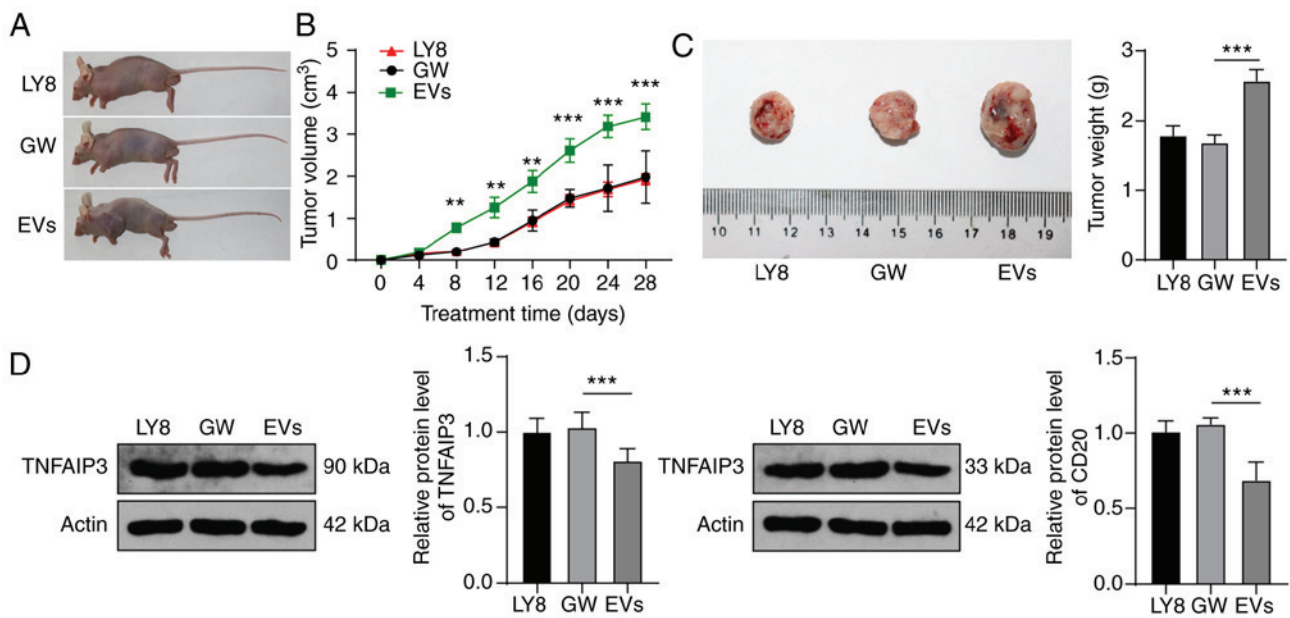 A
LY8
GW
EVs
B
Tumor volume (cm³)
5
4
3
2
1
0
LY8
GW
EVs
**
**
**
***
***
***
0 4 8 12 16 20 24 28
Treatment time (days)
C
10 11 12 13 14 15 16 17 18 19
LY8 GW EVs
Tumor weight (g)
3
2
1
0
***
LY8 GW EVs
D
LY8 GW EVs
TNFAIP3 90 kDa
Actin 42 kDa
Relative protein level
of TNFAIP3
1.5
1.0
0.5
0.0
***
LY8 GW EVs
LY8 GW EVs
TNFAIP3 33 kDa
Actin 42 kDa
Relative protein level
of CD20
1.5
1.0
0.5
0.0
***
LY8 GW EVs